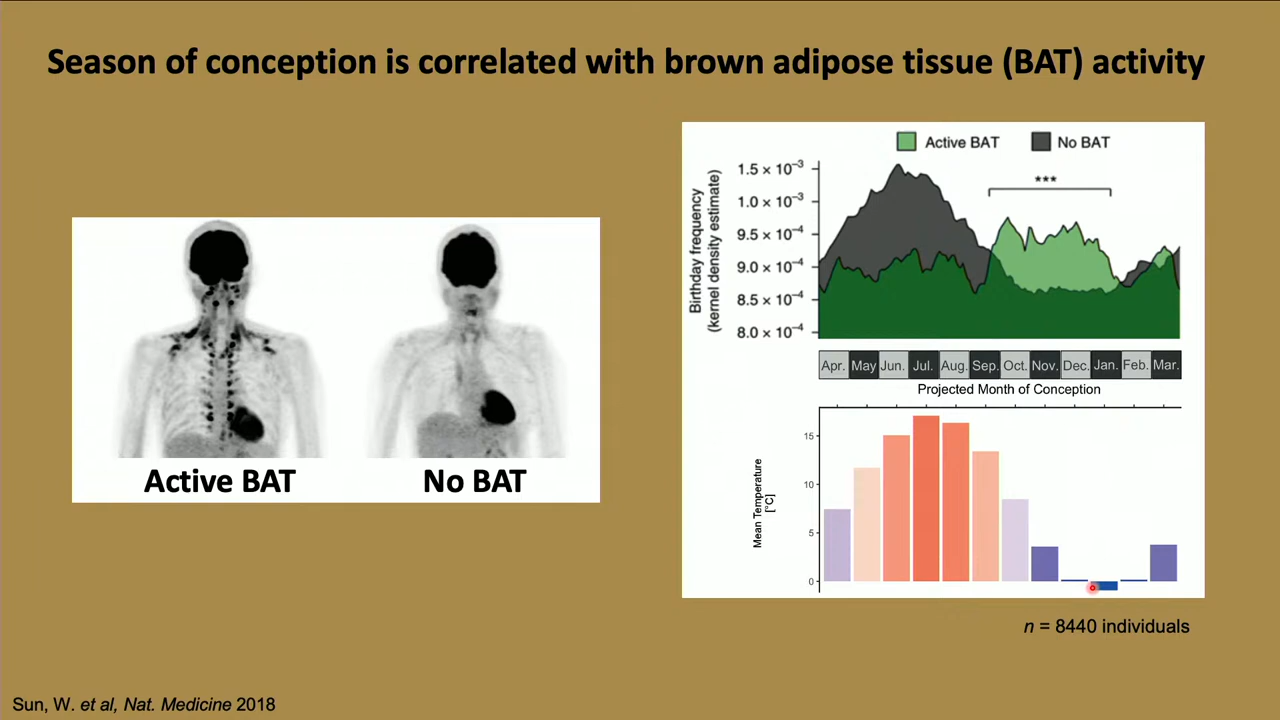 Season of conception is correlated with brown adipose tissue (BAT) activity
Active BAT
No BAT
Active BAT No BAT
***
Birthday frequency
(kernel density estimate)
1.5 × 10⁻³
1.0 × 10⁻³
9.5 × 10⁻⁴
9.0 × 10⁻⁴
8.5 × 10⁻⁴
8.0 × 10⁻⁴
Apr. May Jun. Jul. Aug. Sep. Oct. Nov. Dec. Jan. Feb. Mar.
Projected Month of Conception
Mean Temperature
[°C]
15
10
5
0
n = 8440 individuals
Sun, W. et al, Nat. Medicine 2018